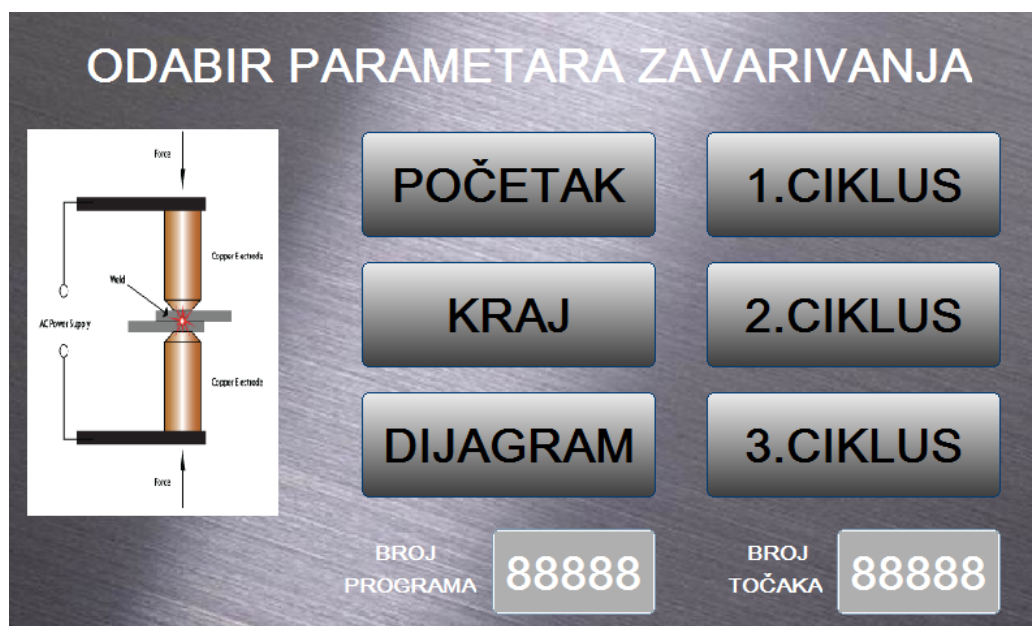 ODABIR PARAMETARA ZAVARIVANJA
Force
Copper Electrode
Weld
AC Power Supply
Copper Electrode
Force
POČETAK
1.CIKLUS
KRAJ
2.CIKLUS
DIJAGRAM
3.CIKLUS
BROJ
PROGRAMA
88888
BROJ
TOČAKA
88888